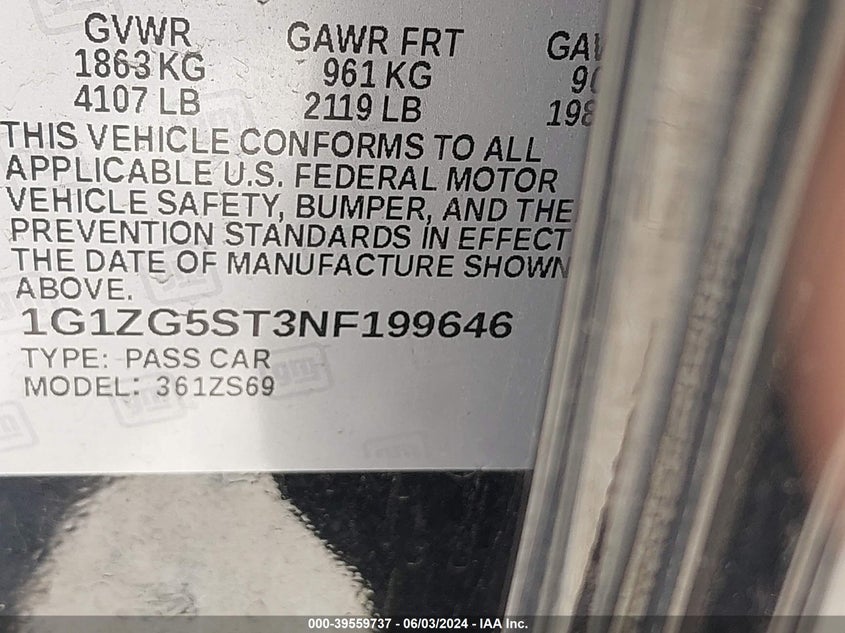 GVWR GAWR FRT
1863 KG 961 KG
4107 LB 2119 LB
THIS VEHICLE CONFORMS TO ALL
APPLICABLE U.S. FEDERAL MOTOR
VEHICLE SAFETY, BUMPER, AND THE
PREVENTION STANDARDS IN EFFECT
THE DATE OF MANUFACTURE SHOWN
ABOVE.
1G1ZG5ST3NF199646
TYPE: PASS CAR
MODEL: 361ZS69
000-39559737 - 06/03/2024 - IAA Inc.